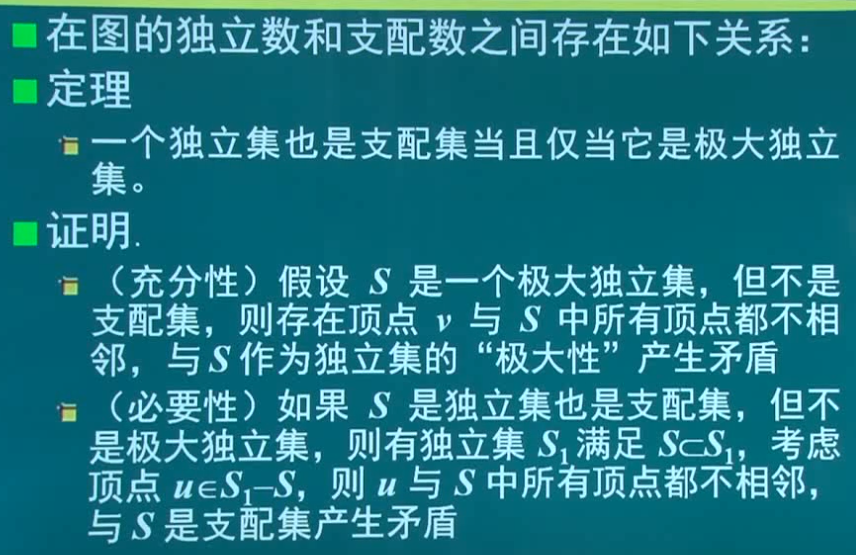 在图的独立数和支配数之间存在如下关系：
定理
一个独立集也是支配集当且仅当它是极大独立
集。
证明.
（充分性）假设 S 是一个极大独立集，但不是
支配集，则存在顶点 v 与 S 中所有顶点都不相
邻，与 S 作为独立集的“极大性”产生矛盾
（必要性）如果 S 是独立集也是支配集，但不
是极大独立集，则有独立集 S₁满足 S⊂S₁，考虑
顶点 u∈S₁–S，则 u 与 S 中所有顶点都不相邻，
与 S 是支配集产生矛盾